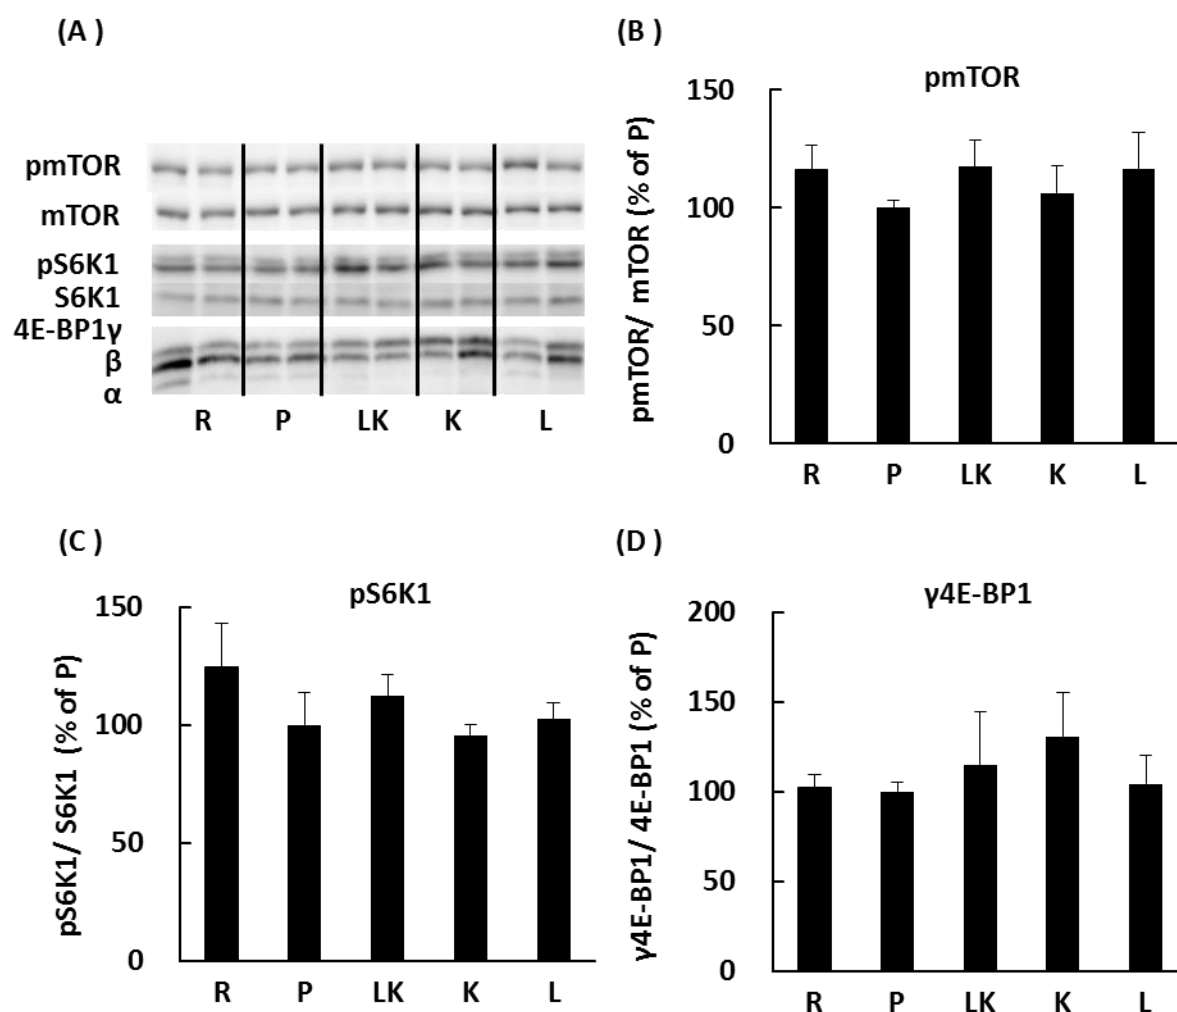 (A )
pmTOR
mTOR
pS6K1
S6K1
4E-BP1γ
β
α
R P LK K L
(B )
pmTOR
pmTOR/ mTOR (% of P)
150
100
50
0
R P LK K L
(C )
pS6K1
pS6K1/ S6K1 (% of P)
150
100
50
0
R P LK K L
(D )
γ4E-BP1
γ4E-BP1/ 4E-BP1 (% of P)
200
150
100
50
0
R P LK K L